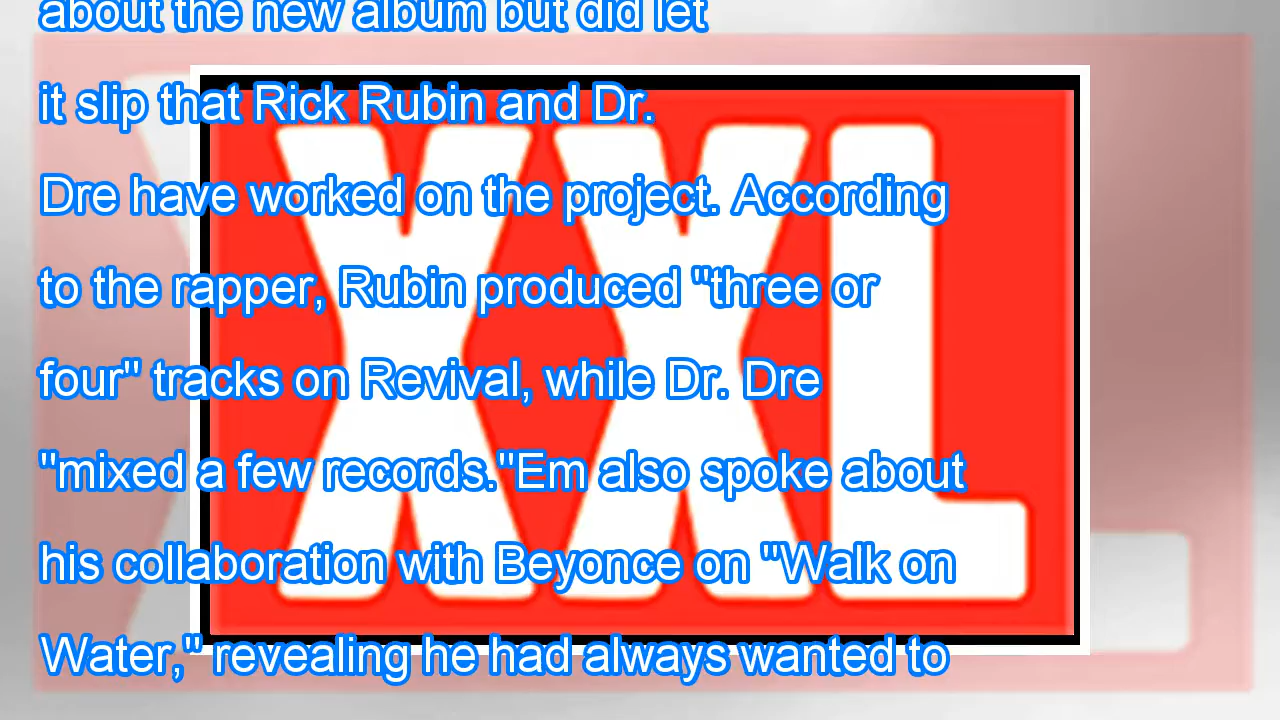 about the new album but did let
it slip that Rick Rubin and Dr.
Dre have worked on the project. According
to the rapper, Rubin produced "three or
four" tracks on Revival, while Dr. Dre
"mixed a few records."Em also spoke about
his collaboration with Beyonce on "Walk on
Water," revealing he had always wanted to
XXL